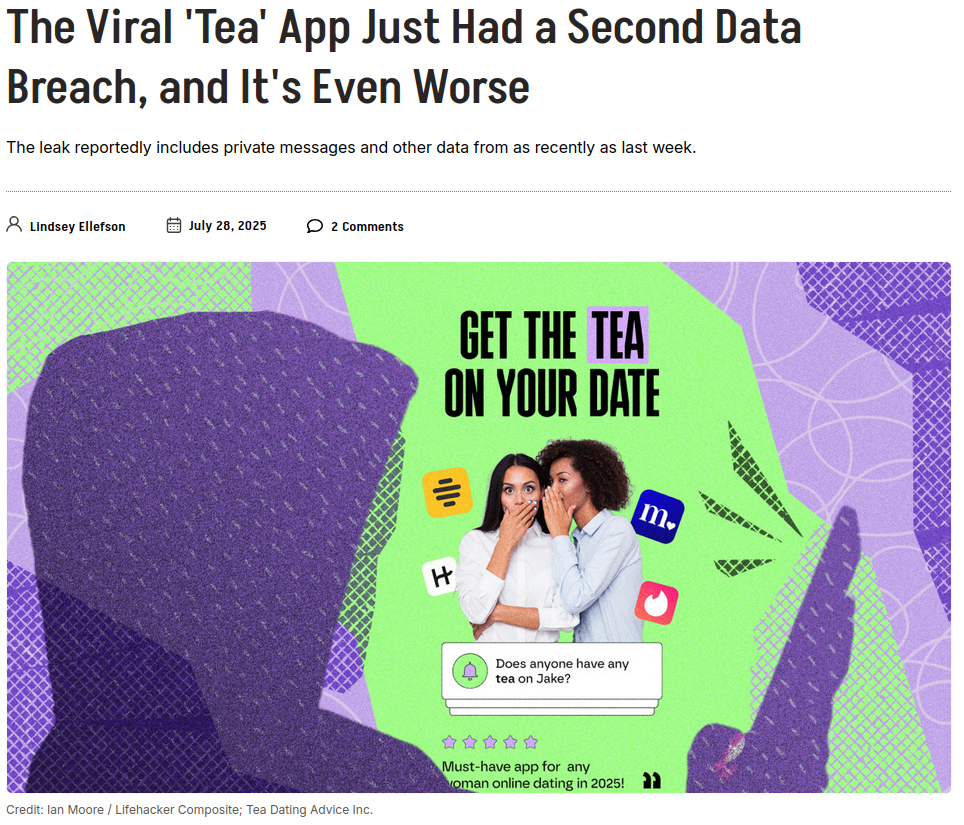 The Viral 'Tea' App Just Had a Second Data
Breach, and It's Even Worse
The leak reportedly includes private messages and other data from as recently as last week.
Lindsey Ellefson
July 28, 2025
2 Comments
GET THE TEA
ON YOUR DATE
m
H
Does anyone have any
tea on Jake?
Must-have app for any
woman online dating in 2025!
Credit: Ian Moore / Lifehacker Composite; Tea Dating Advice Inc.